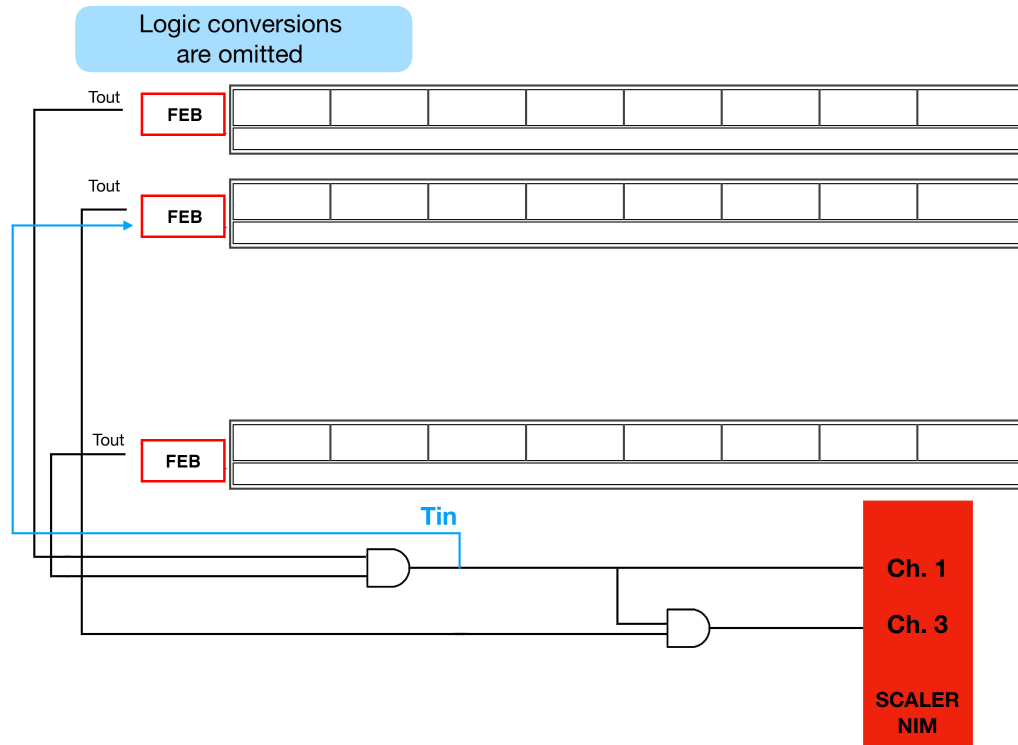 Logic conversions
are omitted
Tout
FEB
Tout
FEB
Tout
FEB
Tin
Ch. 1
Ch. 3
SCALER
NIM